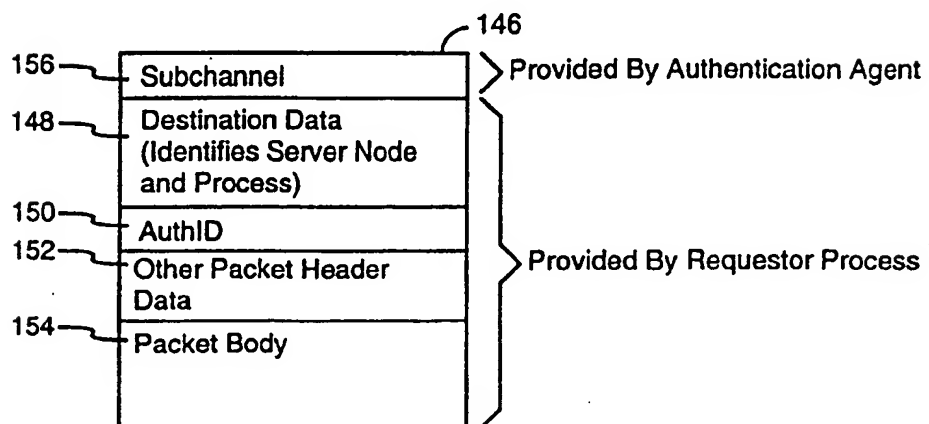 146
156
Subchannel
Provided By Authentication Agent
148
Destination Data
(Identifies Server Node
and Process)
150
AuthID
152
Other Packet Header
Data
Provided By Requestor Process
154
Packet Body